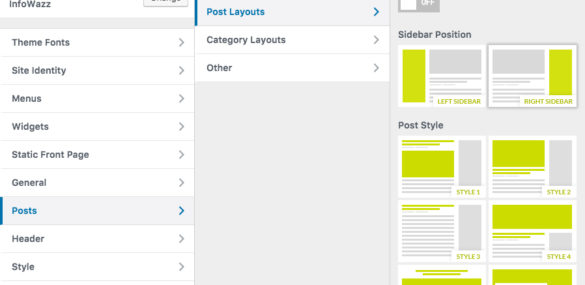 InfoWazz
Change
Theme Fonts
Site Identity
Menus
Widgets
Static Front Page
General
Posts
Header
Style
Post Layouts
Category Layouts
Other
OFF
Sidebar Position
LEFT SIDEBAR
RIGHT SIDEBAR
Post Style
STYLE 1
STYLE 2
STYLE 3
STYLE 4